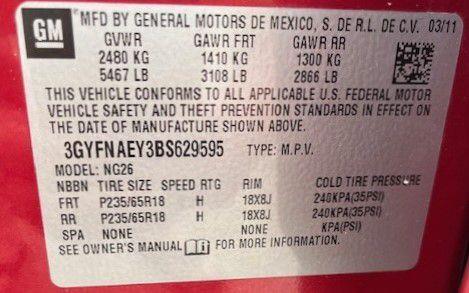 GM MFD BY GENERAL MOTORS DE MEXICO, S. DE R.L. DE C.V. 03/11
GVWR GAWR FRT GAWR RR
2480 KG 1410 KG 1300 KG
5467 LB 3108 LB 2866 LB
THIS VEHICLE CONFORMS TO ALL APPLICABLE U.S. FEDERAL MOTOR
VEHICLE SAFETY AND THEFT PREVENTION STANDARDS IN EFFECT ON
THE DATE OF MANUFACTURE SHOWN ABOVE.
3GYFNAEY3BS629595 TYPE: M.P.V.
MODEL: NG26
NBBN TIRE SIZE SPEED RTG RIM COLD TIRE PRESSURE
FRT P235/65R18 H 18X8J 240KPA(35PSI)
RR P235/65R18 H 18X8J 240KPA(35PSI)
SPA NONE NONE KPA(PSI)
SEE OWNER'S MANUAL i FOR MORE INFORMATION.